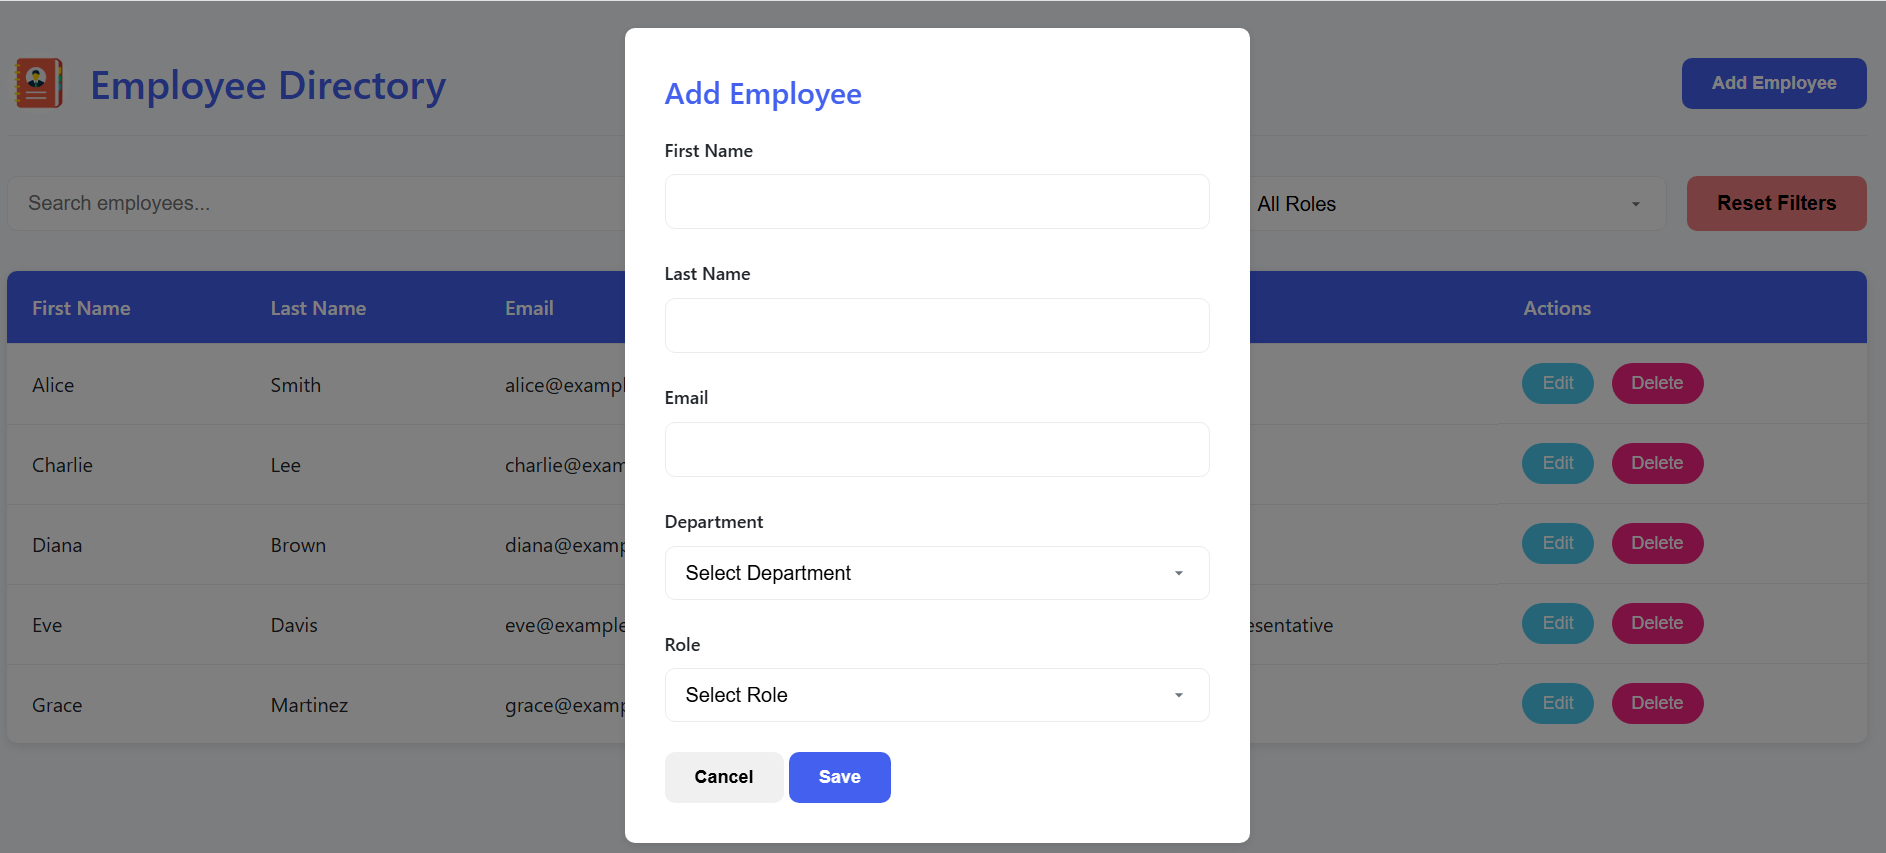 Employee Directory
Add Employee
Search employees...
All Roles
Reset Filters
First Name Last Name Email Actions
Alice Smith alice@exampl Edit Delete
Charlie Lee charlie@exam Edit Delete
Diana Brown diana@examp Edit Delete
Eve Davis eve@example esentative Edit Delete
Grace Martinez grace@examp Edit Delete
Add Employee
First Name
Last Name
Email
Department
Select Department
Role
Select Role
Cancel Save